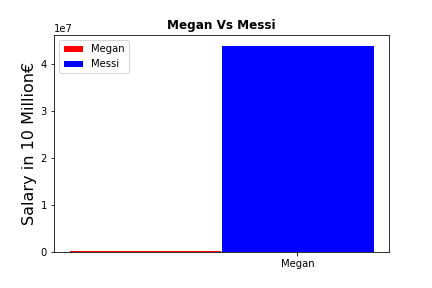 Megan Vs Messi
1e7
Megan
Messi
4
3
2
1
0
Salary in 10 Million€
Megan